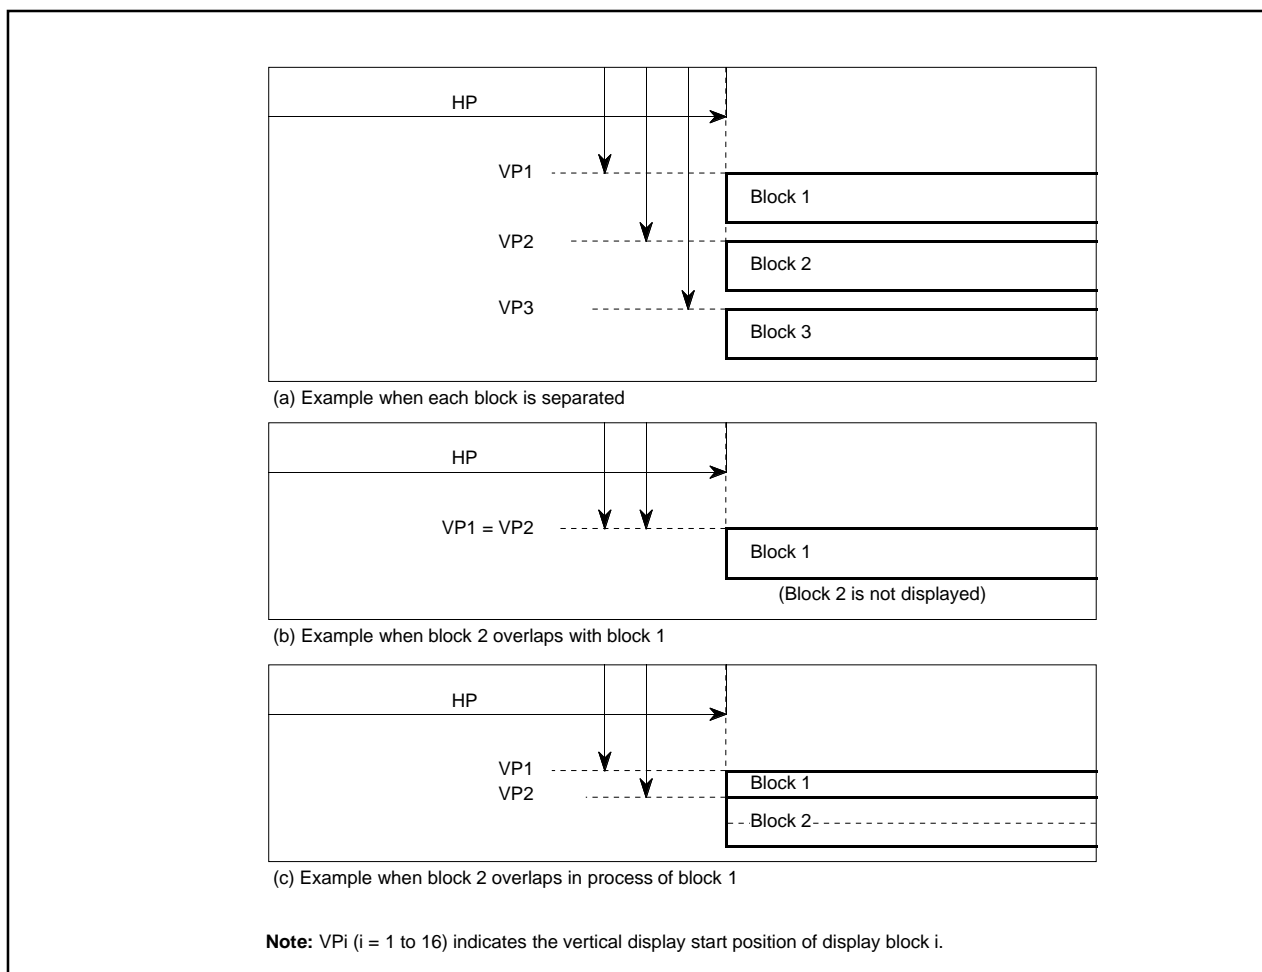 HP
VP1
Block 1
VP2
Block 2
VP3
Block 3
(a) Example when each block is separated
HP
VP1 = VP2
Block 1
(Block 2 is not displayed)
(b) Example when block 2 overlaps with block 1
HP
VP1
Block 1
VP2
Block 2
(c) Example when block 2 overlaps in process of block 1
Note: VPi (i = 1 to 16) indicates the vertical display start position of display block i.